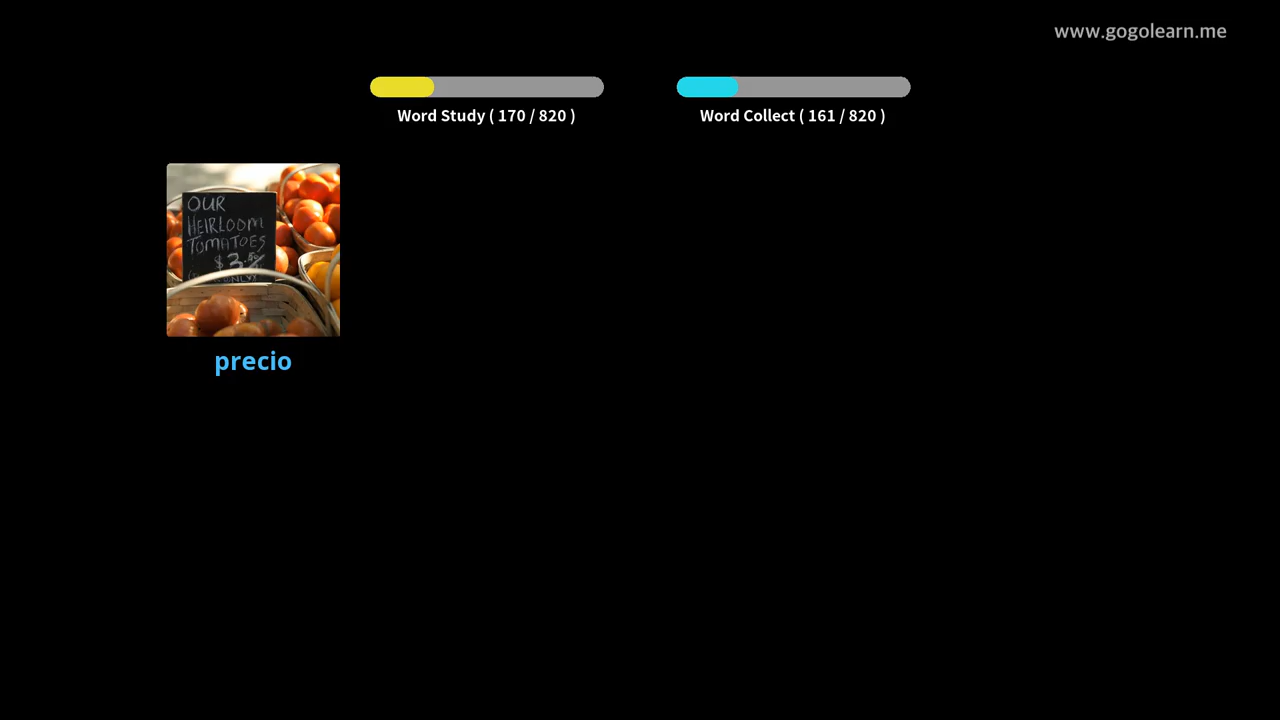 www.gogolearn.me
Word Study ( 170 / 820 )
Word Collect ( 161 / 820 )
OUR
HEIRLOOM
TOMATOES
precio